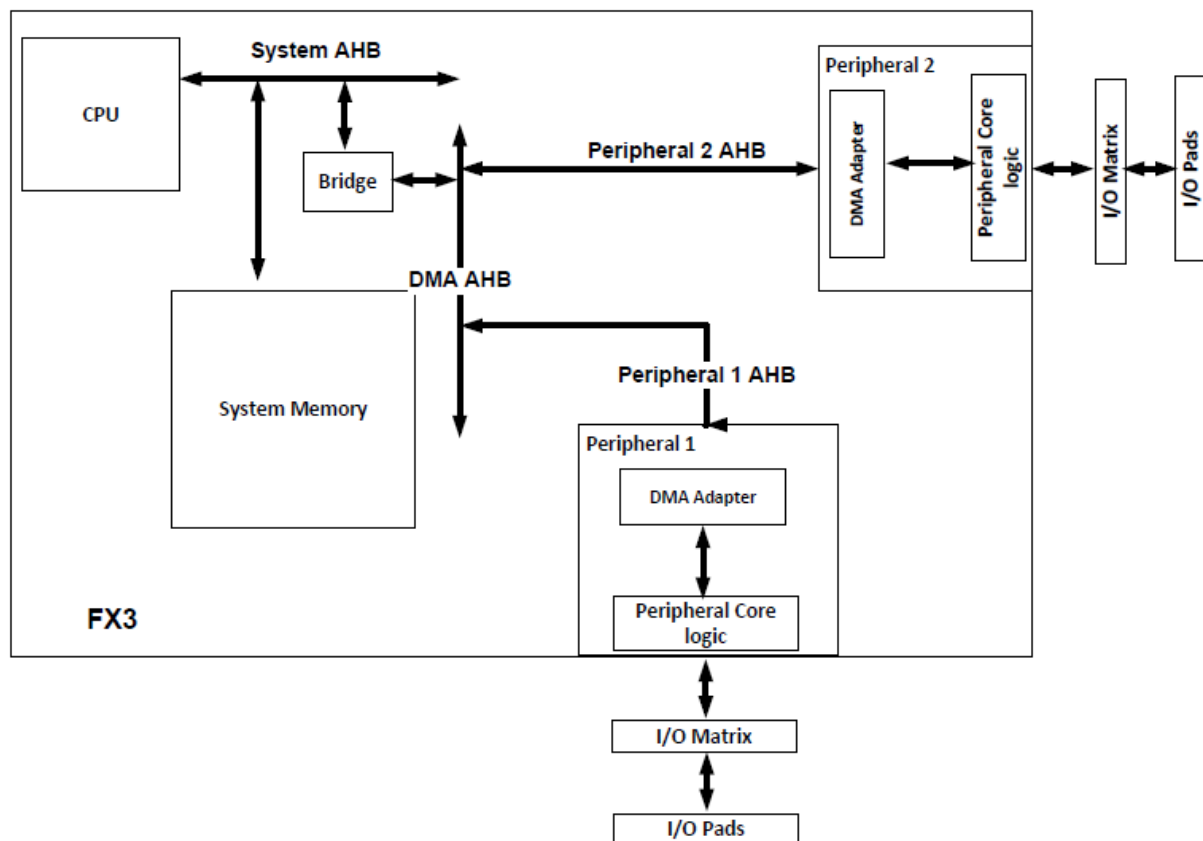 System AHB
CPU
Bridge
Peripheral 2 AHB
Peripheral 2
DMA Adapter
Peripheral Core
logic
I/O Matrix
I/O Pads
DMA AHB
System Memory
Peripheral 1 AHB
Peripheral 1
DMA Adapter
Peripheral Core
logic
FX3
I/O Matrix
I/O Pads